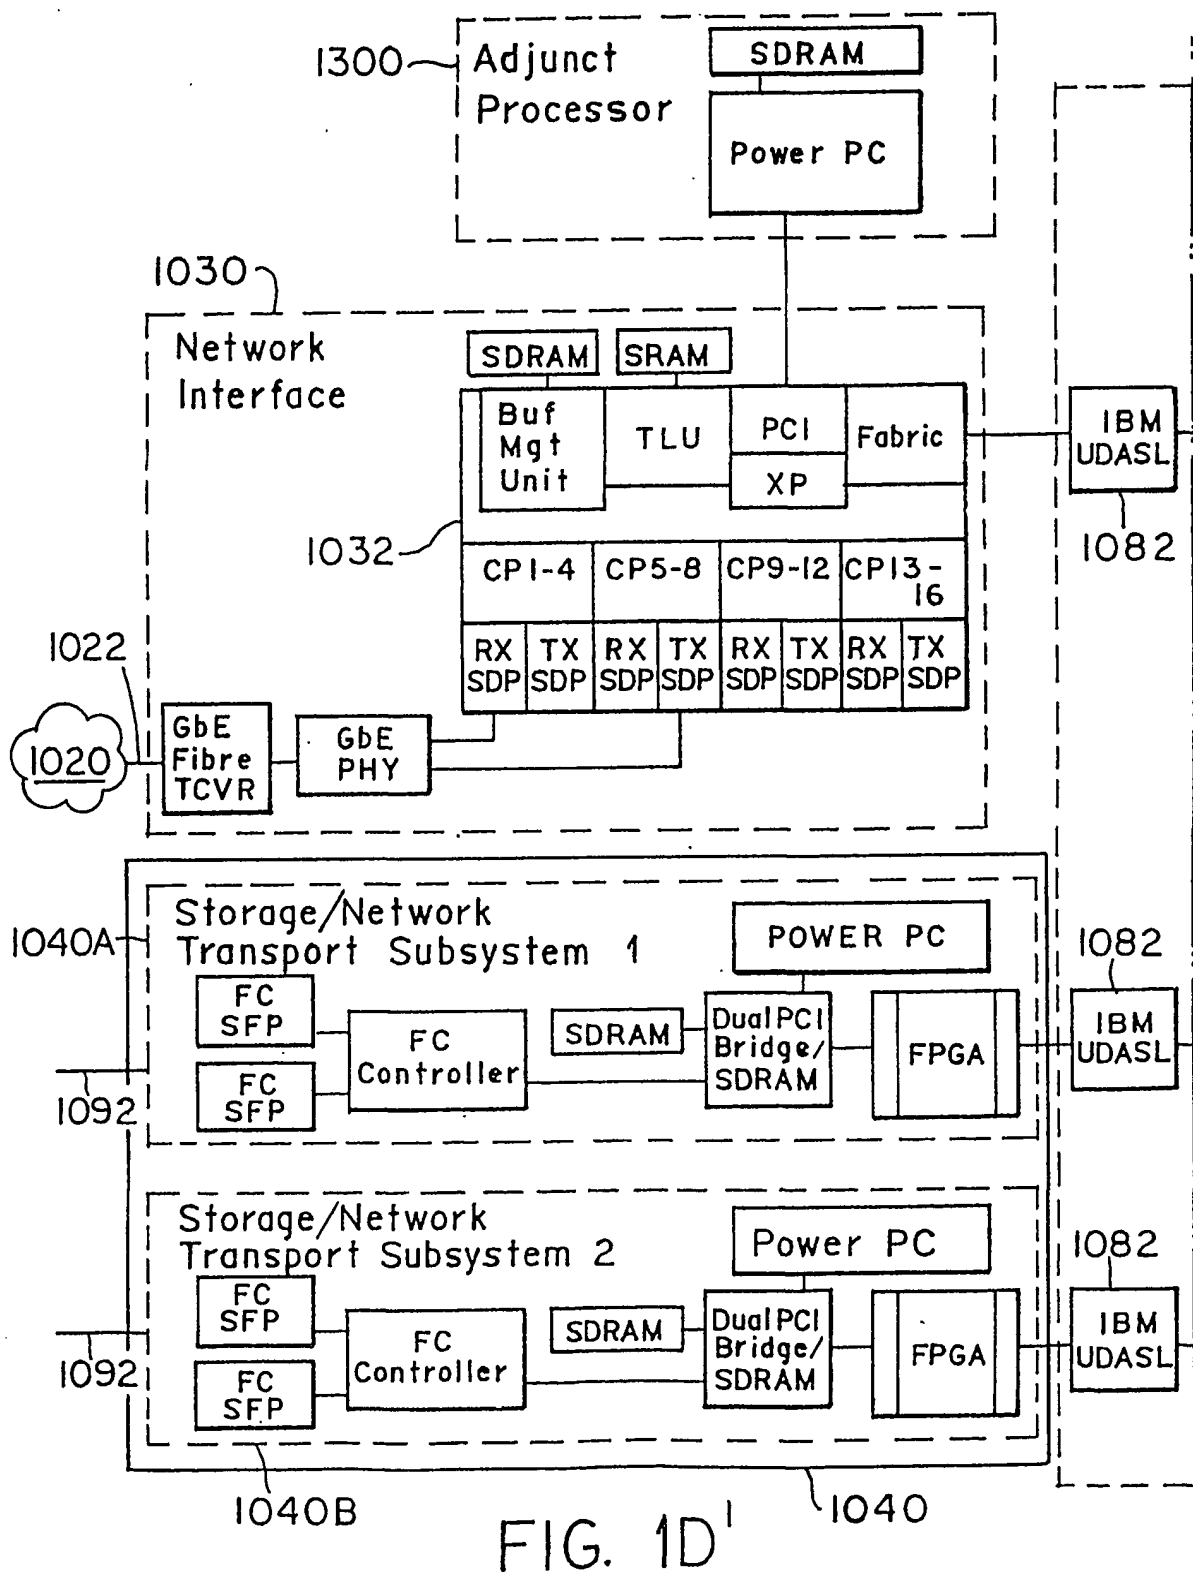 1300
Adjunct
Processor
SDRAM
Power PC
1030
Network
Interface
SDRAM
SRAM
Buf
Mgt
Unit
TLU
PCI
XP
Fabric
IBM
UDASL
1082
1032
CP1-4
CP5-8
CP9-12
CP13-
16
RX
SDP
TX
SDP
RX
SDP
TX
SDP
RX
SDP
TX
SDP
RX
SDP
TX
SDP
1022
1020
GbE
Fibre
TCVR
GbE
PHY
1040A
Storage/Network
Transport Subsystem 1
POWER PC
FC
SFP
FC
SFP
FC
Controller
SDRAM
Dual PCI
Bridge/
SDRAM
FPGA
1082
IBM
UDASL
1092
Storage/Network
Transport Subsystem 2
Power PC
FC
SFP
FC
SFP
FC
Controller
SDRAM
Dual PCI
Bridge/
SDRAM
FPGA
1082
IBM
UDASL
1092
1040B
1040
FIG. 1D'